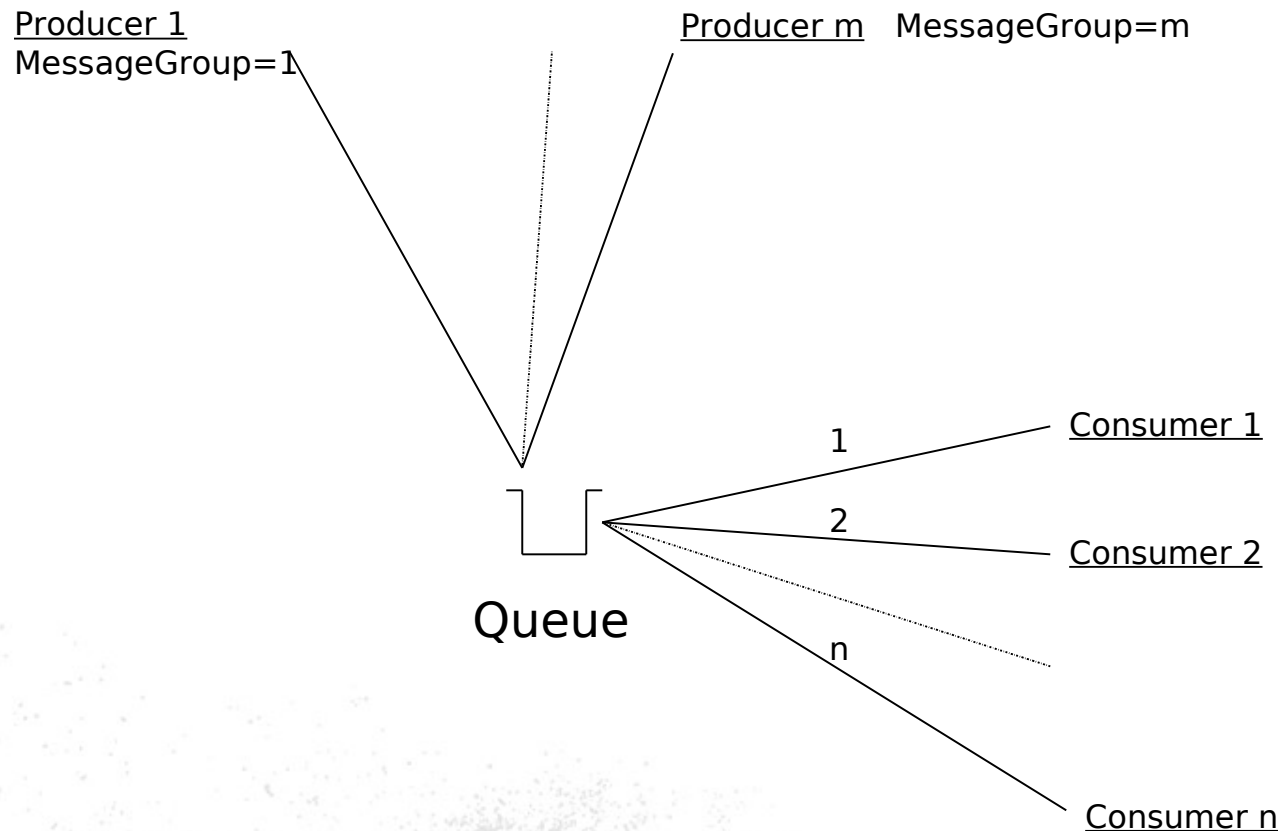 Producer 1
MessageGroup=1
Producer m MessageGroup=m
1
Consumer 1
2
Consumer 2
Queue
n
Consumer n